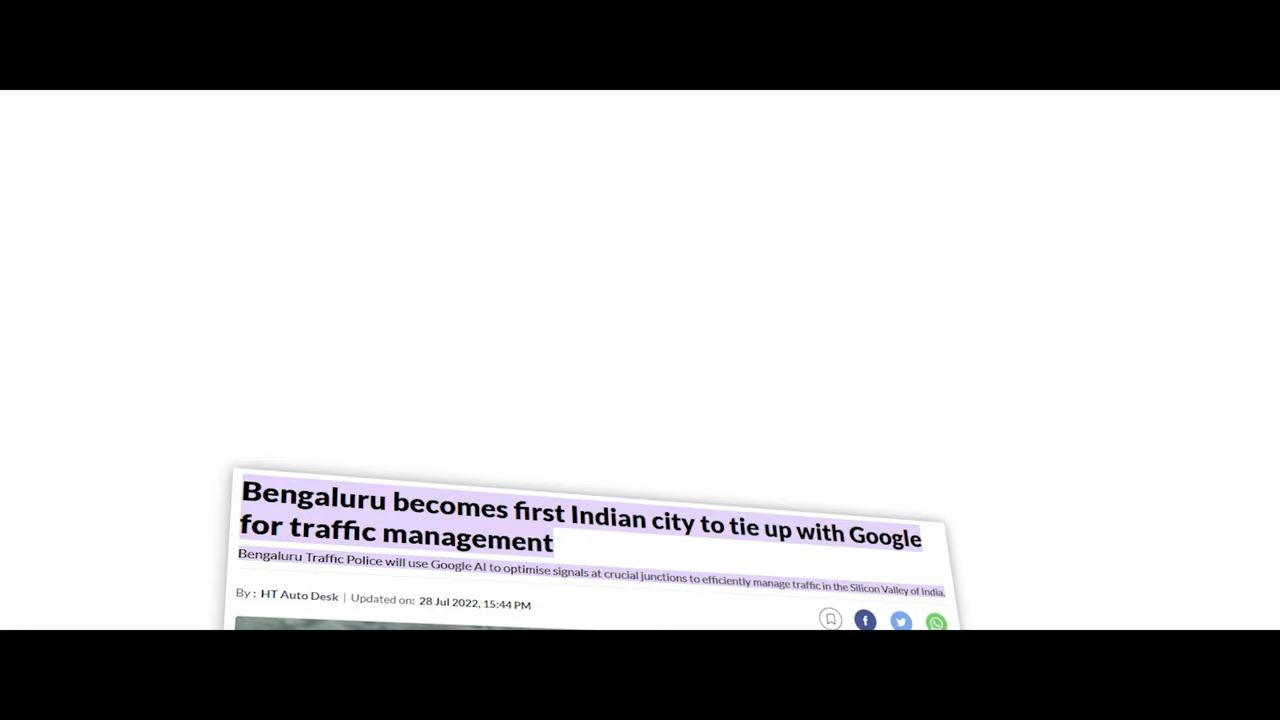 Bengaluru becomes first Indian city to tie up with Google
for traffic management
Bengaluru Traffic Police will use Google AI to optimise signals at crucial junctions to efficiently manage traffic in the Silicon Valley of India.
By : HT Auto Desk | Updated on: 28 Jul 2022, 15:44 PM